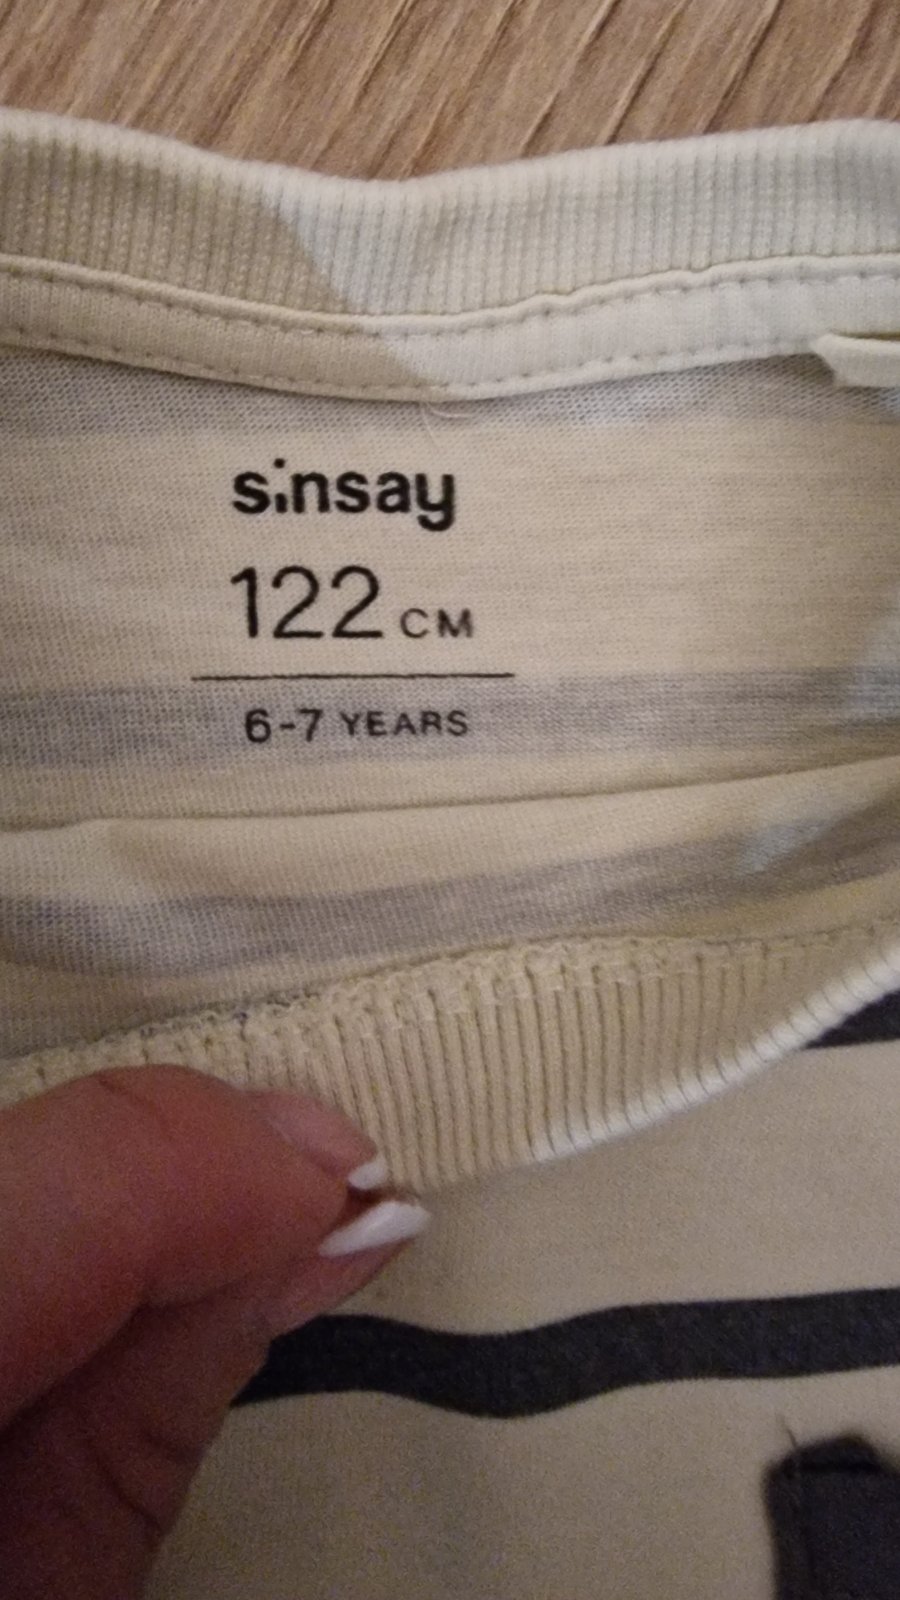 sinsay
122 CM
6-7 YEARS